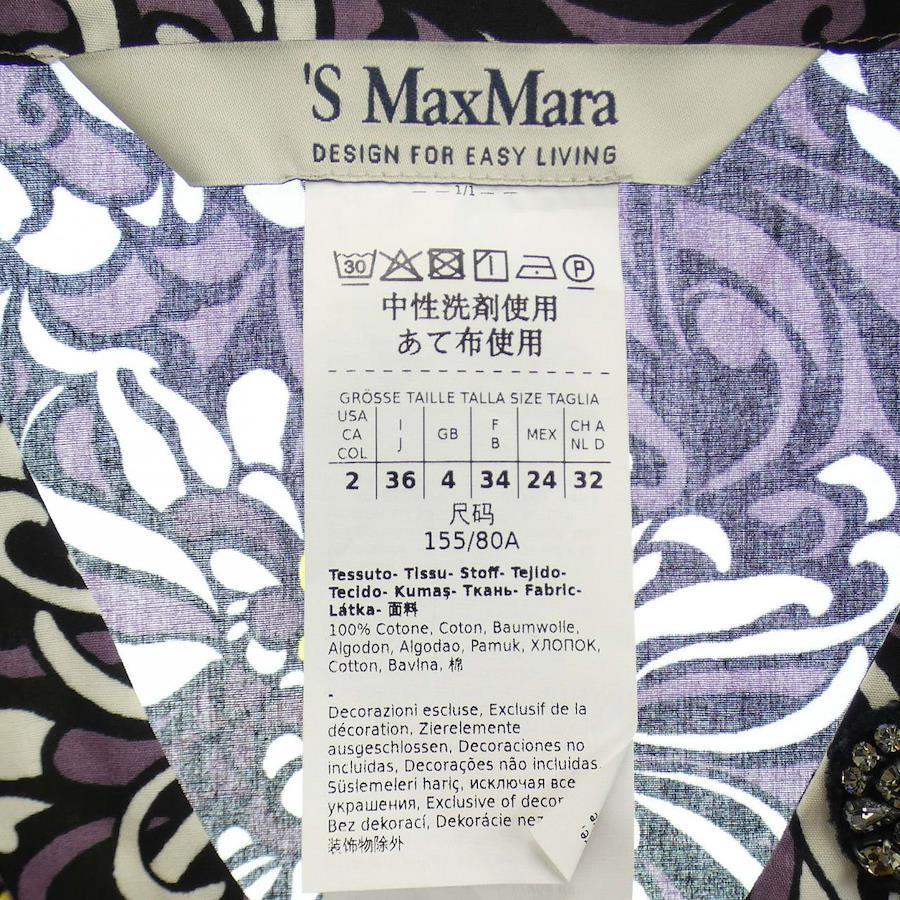 'S MaxMara
DESIGN FOR EASY LIVING
1/1
30 P
中性洗剤使用
あて布使用
GRÖSSE TAILLE TALLA SIZE TAGLIA
USA CA COL I J GB F B MEX CH A NL D
2 36 4 34 24 32
尺码
155/80A
Tessuto- Tissu- Stoff- Tejido-
Tecido- Kumaş- Ткань- Fabric-
Látka- 面料
100% Cotone, Coton, Baumwolle,
Algodon, Algodao, Pamuk, ХЛОПОК,
Cotton, Bavlna, 棉
-
Decorazioni escluse, Exclusif de la
décoration, Zierelemente
ausgeschlossen, Decoraciones no
incluidas, Decorações não incluidas.
Süslemeleri hariç, исключая все
украшения, Exclusive of decor
Bez dekorací, Dekorácie nez
装饰物除外